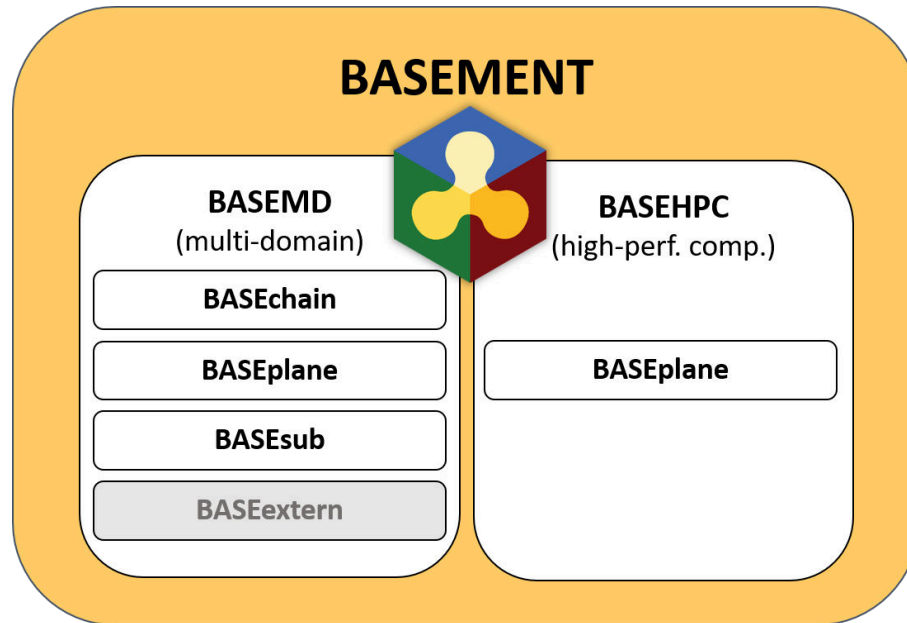 BASEMENT
BASEMD
(multi-domain)
BASEchain
BASEplane
BASEsub
BASEextern
BASEHPC
(high-perf. comp.)
BASEplane